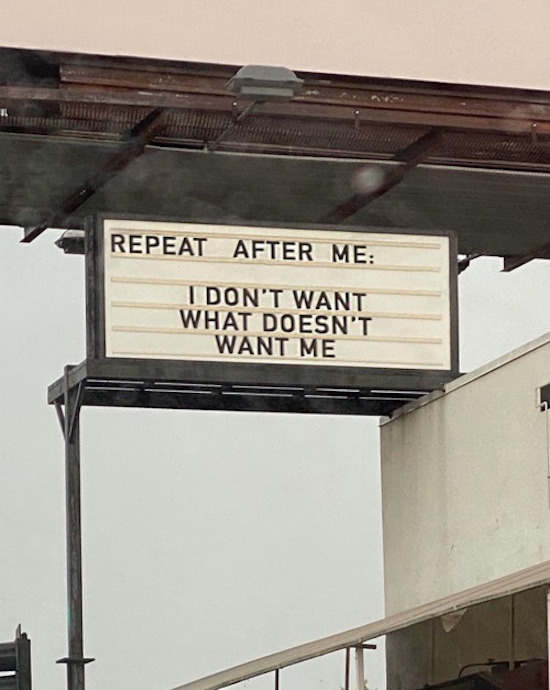 REPEAT AFTER ME:
I DON'T WANT
WHAT DOESN'T
WANT ME